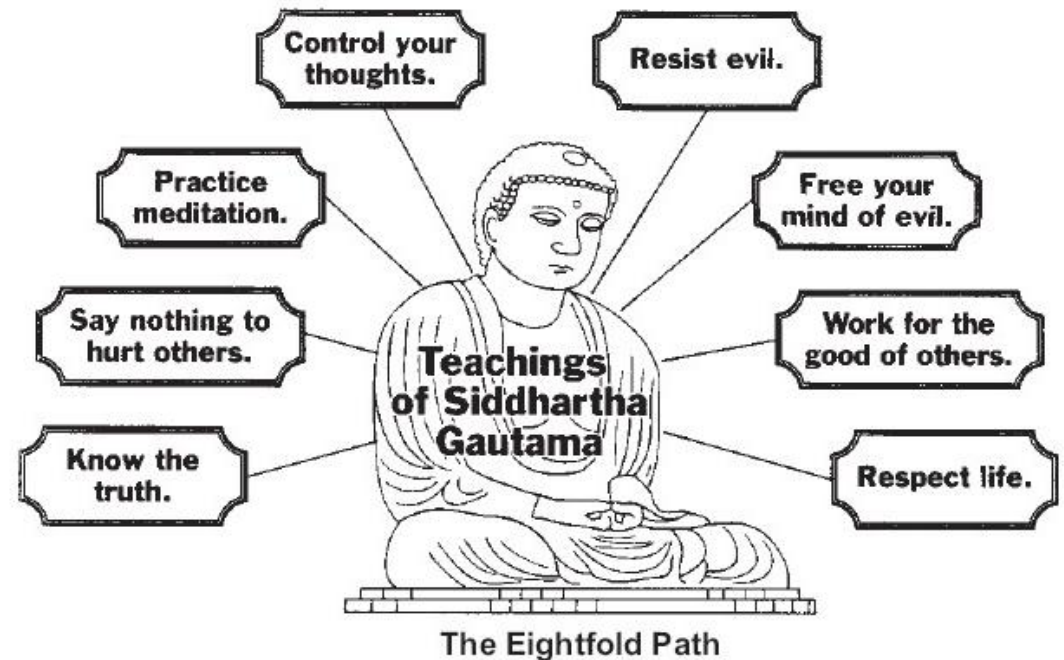 Control your
thoughts.
Resist evil.
Practice
meditation.
Free your
mind of evil.
Say nothing to
hurt others.
Work for the
good of others.
Teachings
of Siddhartha
Gautama
Know the
truth.
Respect life.
The Eightfold Path